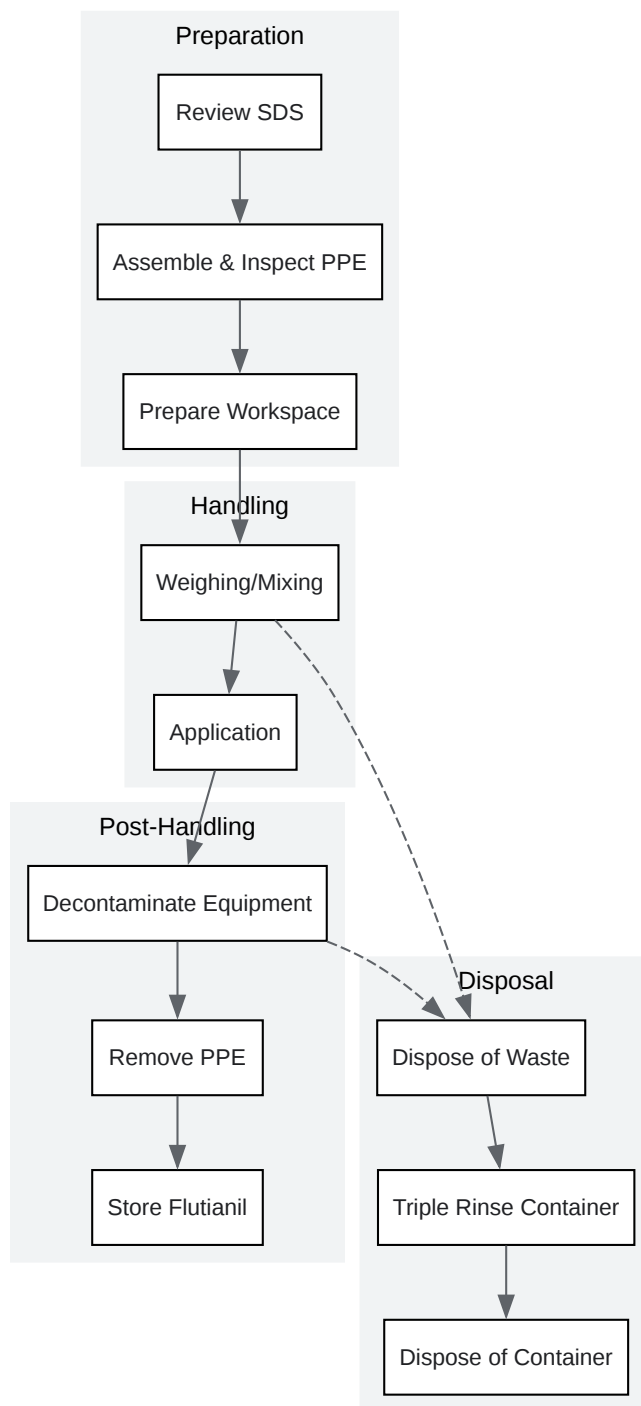 Preparation
Review SDS
Assemble & Inspect PPE
Prepare Workspace
Handling
Weighing/Mixing
Application
Post-Handling
Decontaminate Equipment
Remove PPE
Store Flutianil
Disposal
Dispose of Waste
Triple Rinse Container
Dispose of Container